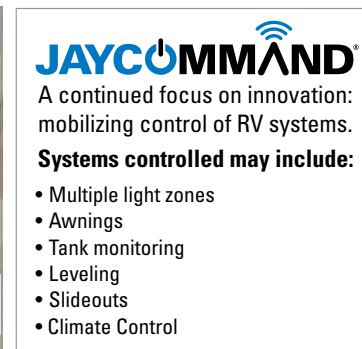 JAYCOMMAND®
A continued focus on innovation:
mobilizing control of RV systems.
Systems controlled may include:
• Multiple light zones
• Awnings
• Tank monitoring
• Leveling
• Slideouts
• Climate Control